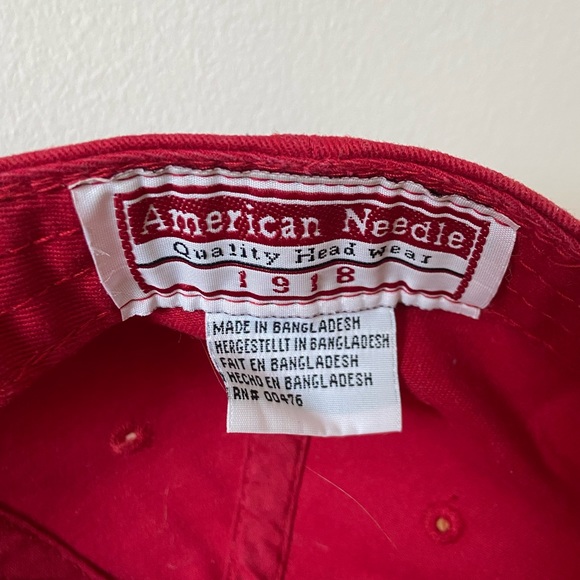 American Needle
Quality Head Wear
1918
MADE IN BANGLADESH
HERGESTELLT IN BANGLADESH
FAIT EN BANGLADESH
HECHO EN BANGLADESH
RN# 00476